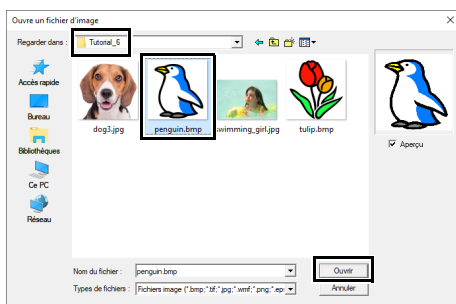 Ouvre un fichier d'image
Regarder dans : Tutorial_6
Accès rapide
Bureau
Bibliothèques
Ce PC
Réseau
dog3.jpg penguin.bmp swimming_girl.jpg tulip.bmp
Aperçu
Nom du fichier : penguin.bmp Ouvrir
Types de fichiers : Fichiers image (*.bmp;*.tif;*.jpg;*.wmf;*.png;*.ep Annuler